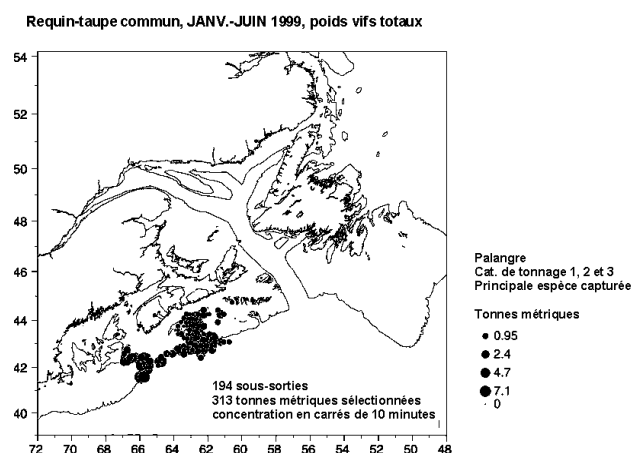 Requin-taupe commun, JANV.-JUIN 1999, poids vifs totaux
54
52
50
48
46
44
42
40
72 70 68 66 64 62 60 58 56 54 52 50 48
194 sous-sorties
313 tonnes métriques sélectionnées
concentration en carrés de 10 minutes
Palangre
Cat. de tonnage 1, 2 et 3
Principale espèce capturée
Tonnes métriques
0.95
2.4
4.7
7.1
0